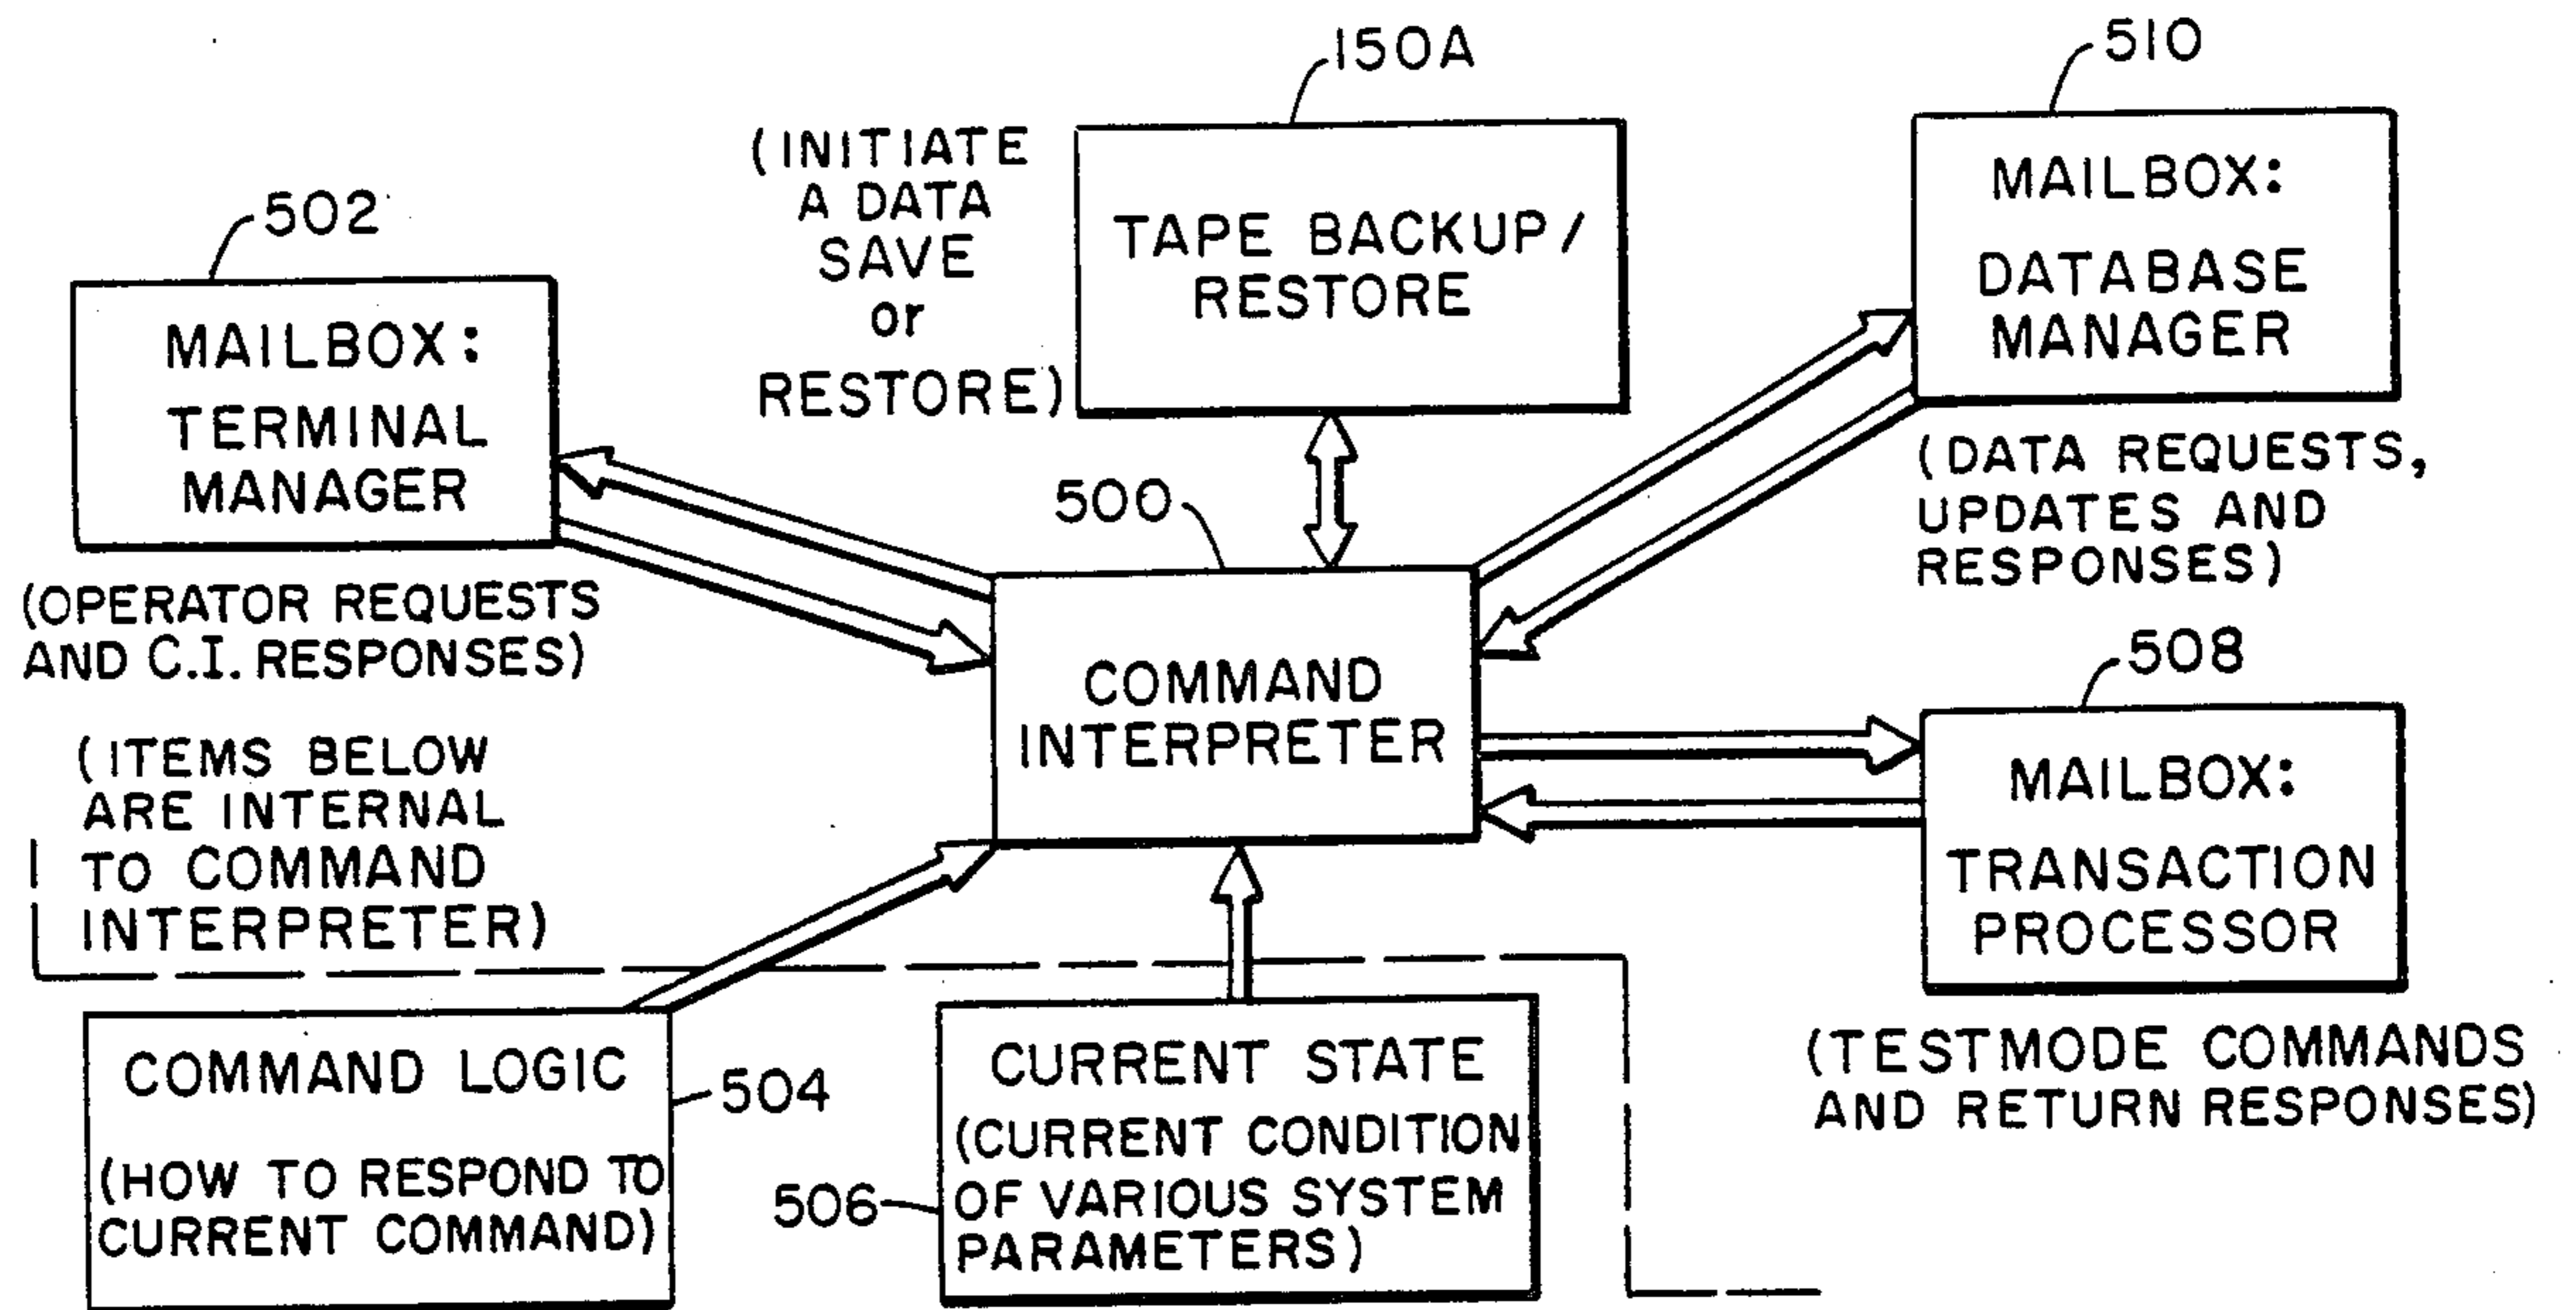 150A
510
(INITIATE
A DATA
SAVE
or
RESTORE)
TAPE BACKUP/
RESTORE
MAILBOX:
DATABASE
MANAGER
502
MAILBOX:
TERMINAL
MANAGER
(DATA REQUESTS,
UPDATES AND
RESPONSES)
500
(OPERATOR REQUESTS
AND C.I. RESPONSES)
COMMAND
INTERPRETER
508
MAILBOX:
TRANSACTION
PROCESSOR
(ITEMS BELOW
ARE INTERNAL
TO COMMAND
INTERPRETER)
COMMAND LOGIC
(HOW TO RESPOND TO
CURRENT COMMAND)
504
CURRENT STATE
(CURRENT CONDITION
OF VARIOUS SYSTEM
PARAMETERS)
506
(TESTMODE COMMANDS
AND RETURN RESPONSES)